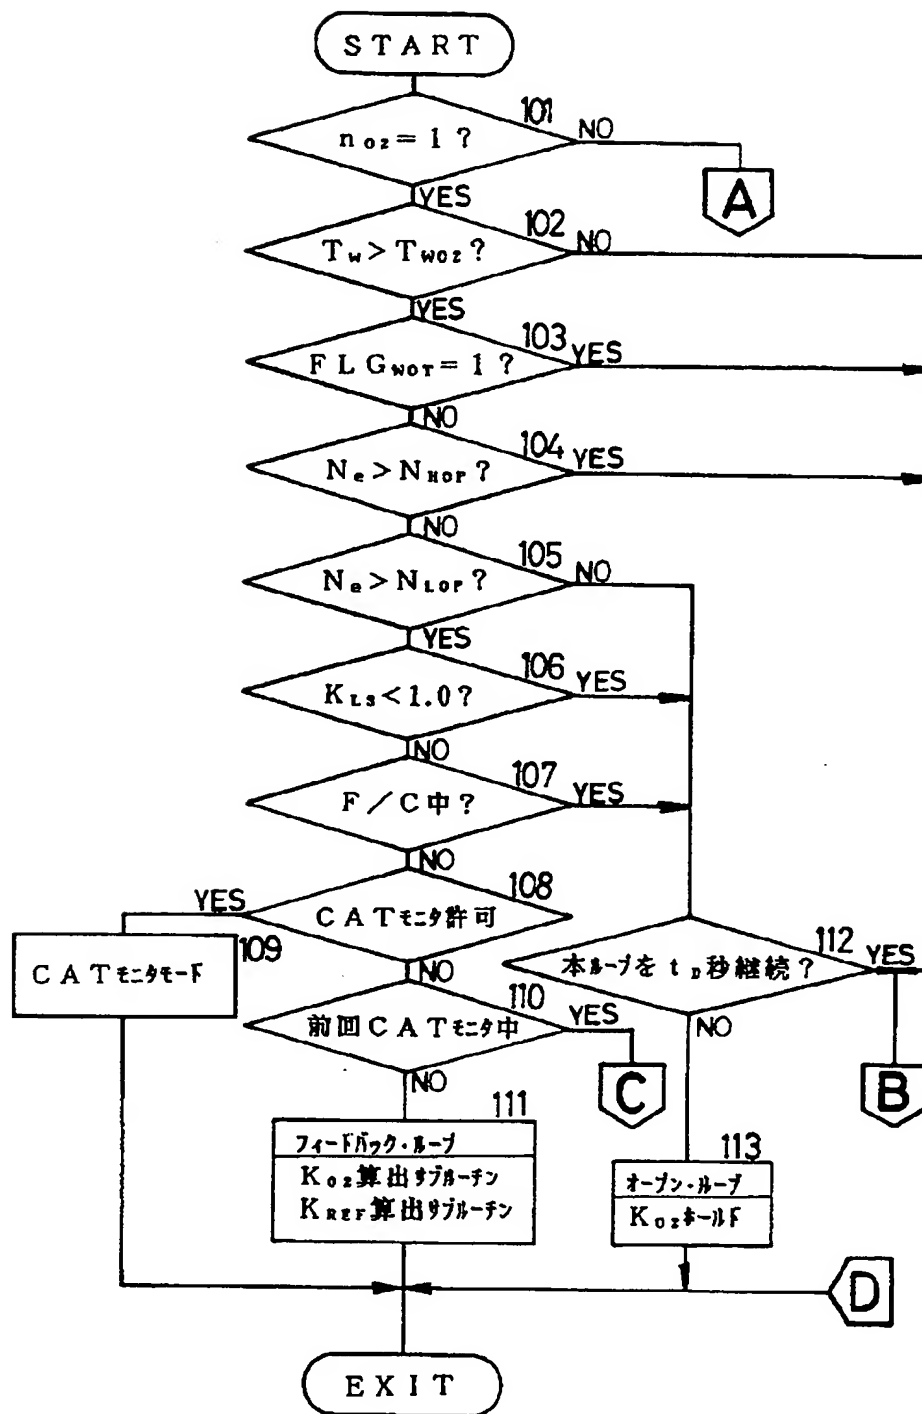 START
101
nO2=1? NO
A
YES
102
Tw>TWO2? NO
YES
103
FLGWOT=1? YES
NO
104
Ne>NHOP? YES
NO
105
Ne>NLOP? NO
YES
106
KLS<1.0? YES
NO
107
F/C中? YES
NO
108
YES CATモニタ許可
109
CATモニタモード
NO
112
本ループをtD秒継続? YES
110
前回CATモニタ中 YES
NO
C
B
NO
111
フィードバック・ループ
KO2算出サブルーチン
KREF算出サブルーチン
113
オープン・ループ
KO2ホールド
D
EXIT